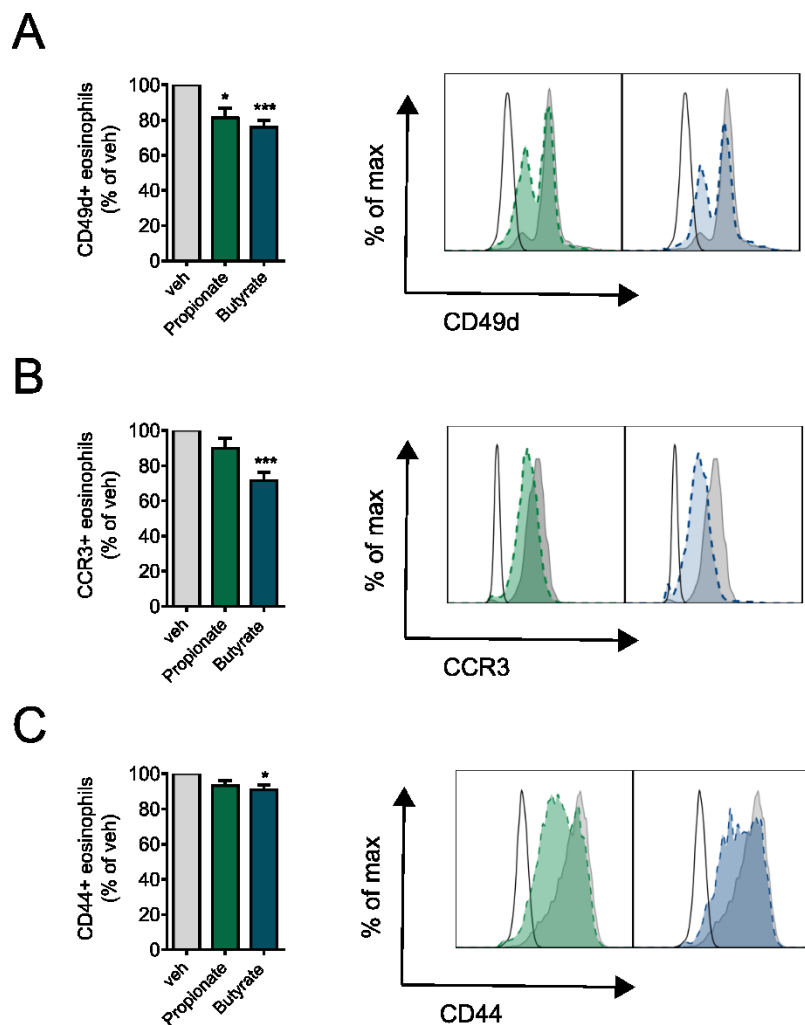 A
CD49d+ eosinophils
(% of veh)
100
80
60
40
20
0
*
***
veh
Propionate
Butyrate
% of max
CD49d
B
CCR3+ eosinophils
(% of veh)
100
80
60
40
20
0
***
veh
Propionate
Butyrate
% of max
CCR3
C
CD44+ eosinophils
(% of veh)
100
80
60
40
20
0
*
veh
Propionate
Butyrate
% of max
CD44